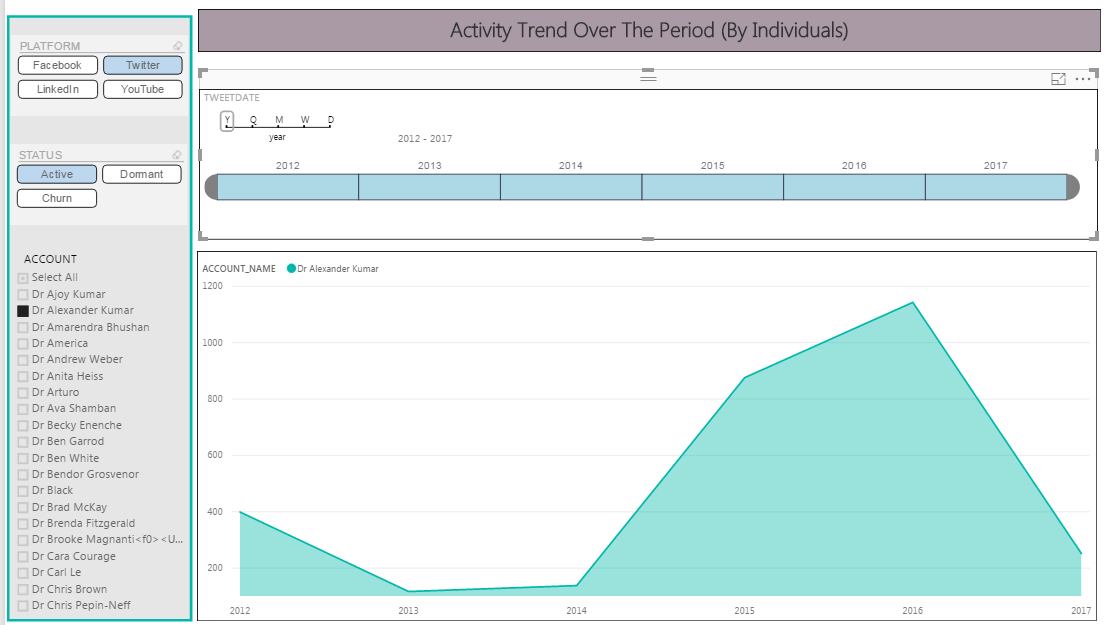 Activity Trend Over The Period (By Individuals)
PLATFORM
Facebook
Twitter
LinkedIn
YouTube
STATUS
Active
Dormant
Churn
ACCOUNT
Select All
Dr Ajoy Kumar
Dr Alexander Kumar
Dr Amarendra Bhushan
Dr America
Dr Andrew Weber
Dr Anita Heiss
Dr Arturo
Dr Ava Shamban
Dr Becky Enenche
Dr Ben Garrod
Dr Ben White
Dr Bendor Grosvenor
Dr Black
Dr Brad McKay
Dr Brenda Fitzgerald
Dr Brooke Magnanti<f0><U...
Dr Cara Courage
Dr Carl Le
Dr Chris Brown
Dr Chris Pepin-Neff
TWEETDATE
Y Q M W D
year
2012 - 2017
2012 2013 2014 2015 2016 2017
ACCOUNT_NAME Dr Alexander Kumar
1200
1000
800
600
400
200
2012 2013 2014 2015 2016 2017